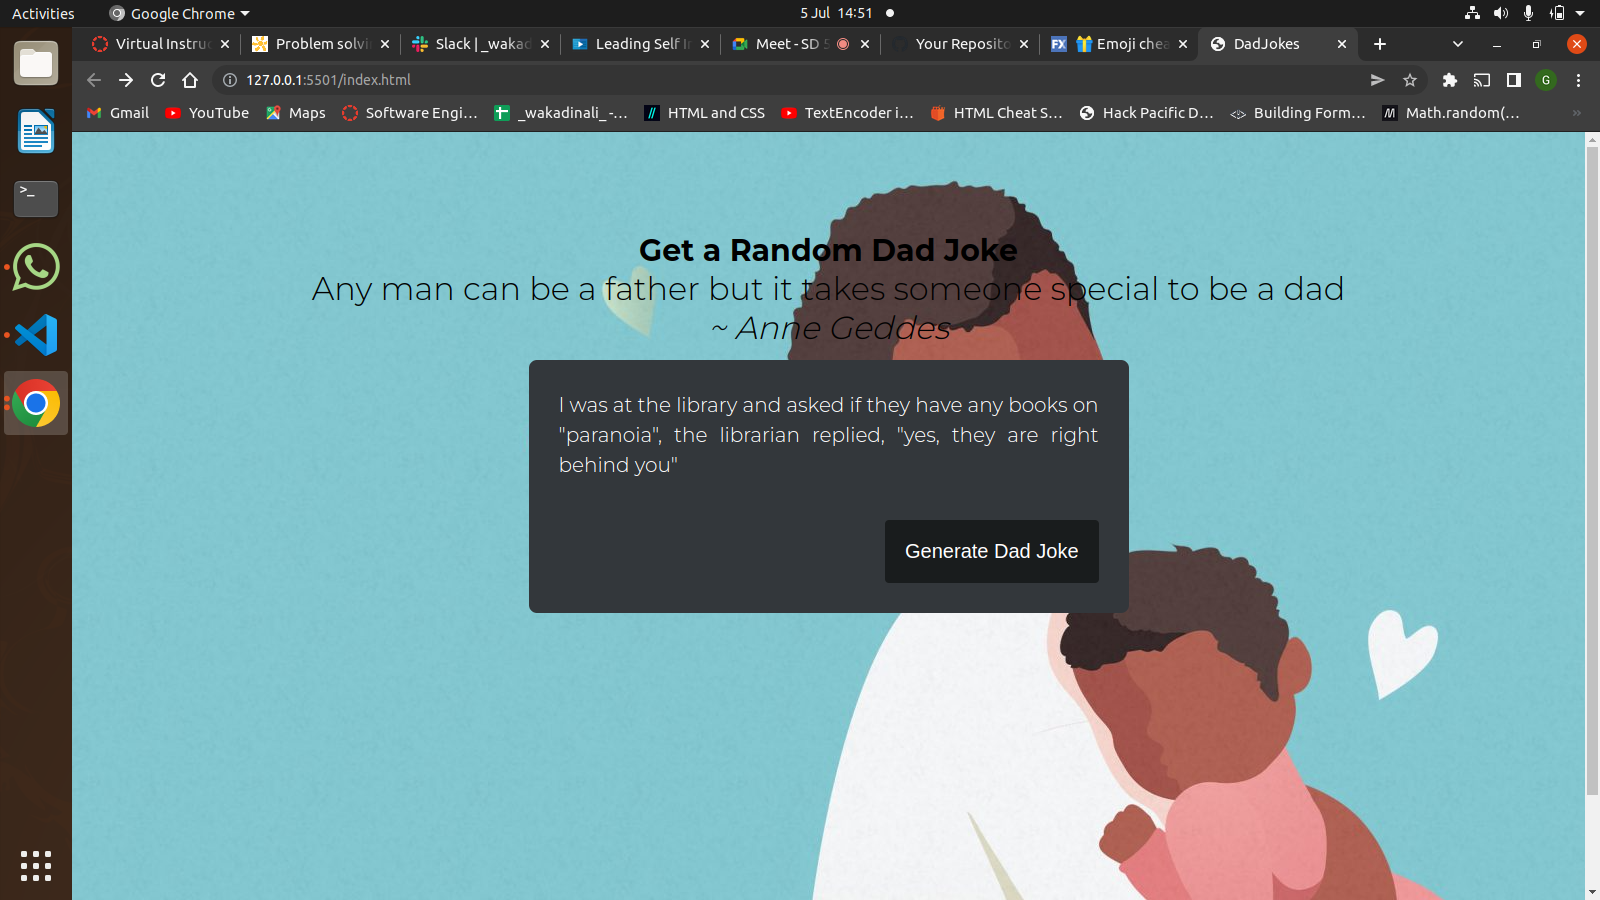 Activities
Google Chrome
5 Jul 14:51
Virtual Instru
Problem solvi
Slack | _wakad
Leading Self I
Meet - SD S
Your Reposito
Emoji chea
DadJokes
127.0.0.1:5501/index.html
G
Gmail
YouTube
Maps
Software Engi...
_wakadinali_ -...
HTML and CSS
TextEncoder i...
HTML Cheat S...
Hack Pacific D...
Building Form...
Math.random(...
Get a Random Dad Joke
Any man can be a father but it takes someone special to be a dad
~ Anne Geddes
I was at the library and asked if they have any books on
"paranoia", the librarian replied, "yes, they are right
behind you"
Generate Dad Joke